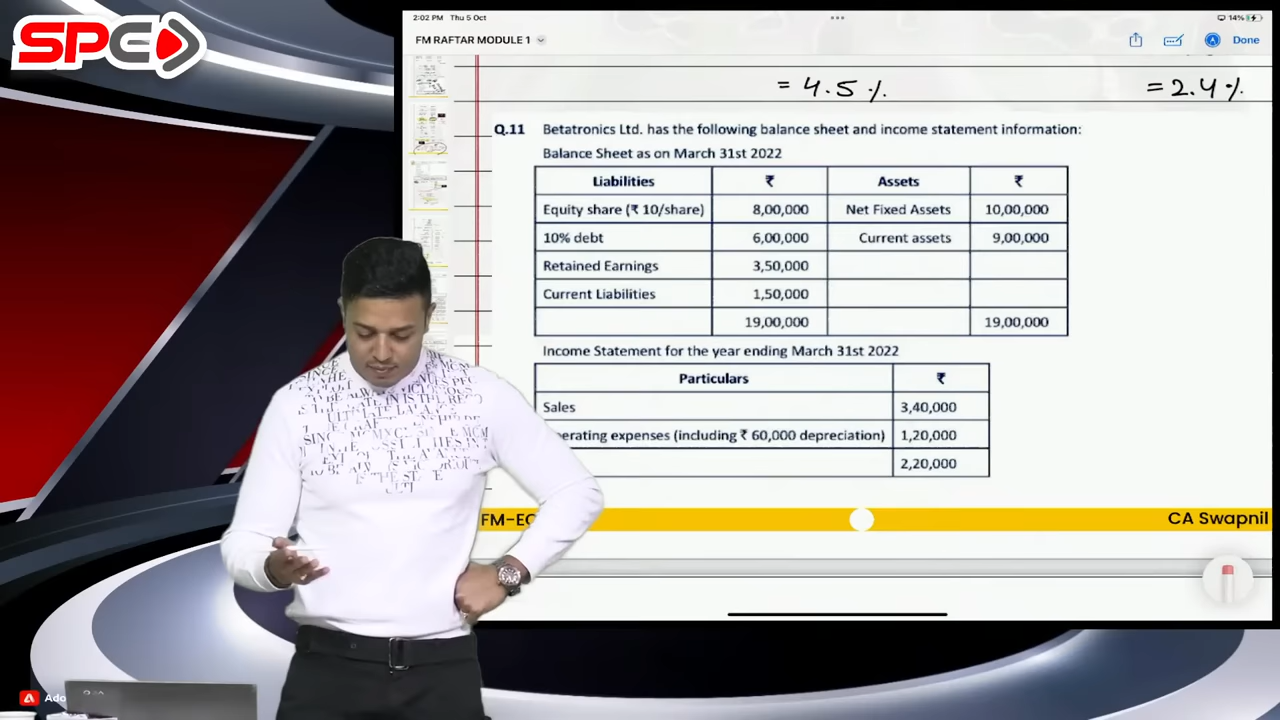 SPC
2:02 PM Thu 5 Oct
14%
FM RAFTAR MODULE 1
Done
= 4.5 %.
= 2.4 %.
Q.11 Betatronics Ltd. has the following balance sheet and income statement information:
Balance Sheet as on March 31st 2022
Liabilities ₹ Assets ₹
Equity share (₹ 10/share) 8,00,000 Net Fixed Assets 10,00,000
10% debt 6,00,000 Current assets 9,00,000
Retained Earnings 3,50,000
Current Liabilities 1,50,000
19,00,000 19,00,000
Income Statement for the year ending March 31st 2022
Particulars ₹
Sales 3,40,000
erating expenses (including ₹ 60,000 depreciation) 1,20,000
2,20,000
FM-EC
CA Swapnil
Ado